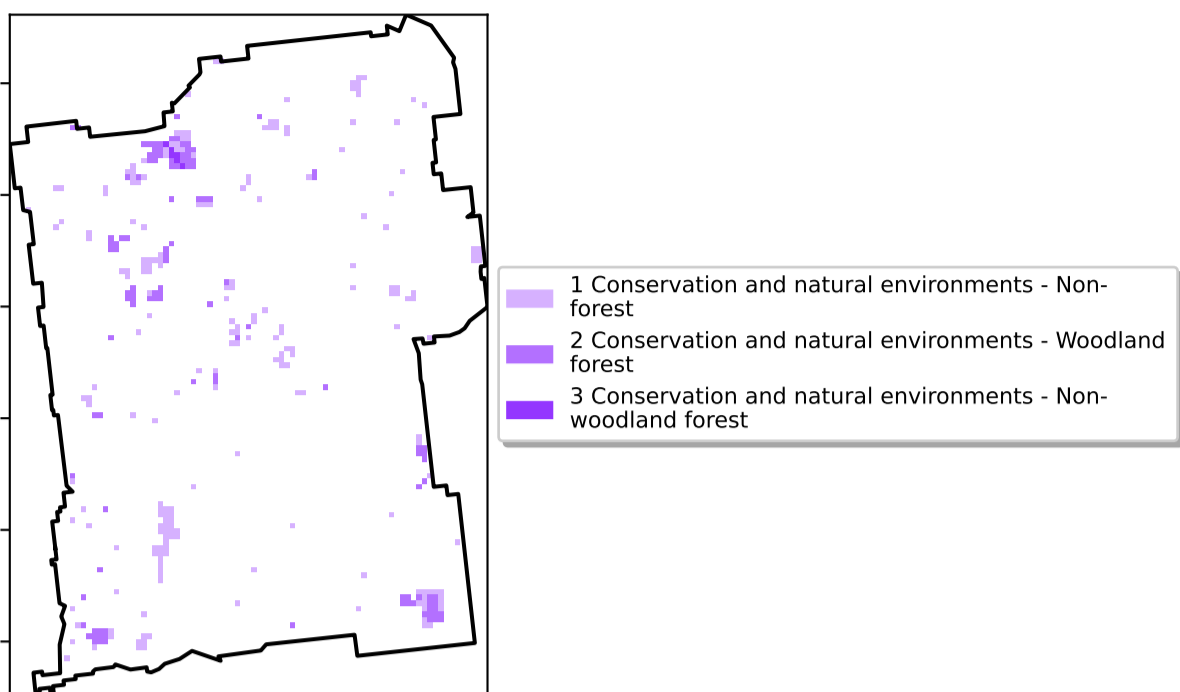 1 Conservation and natural environments - Non-
forest
2 Conservation and natural environments - Woodland
forest
3 Conservation and natural environments - Non-
woodland forest